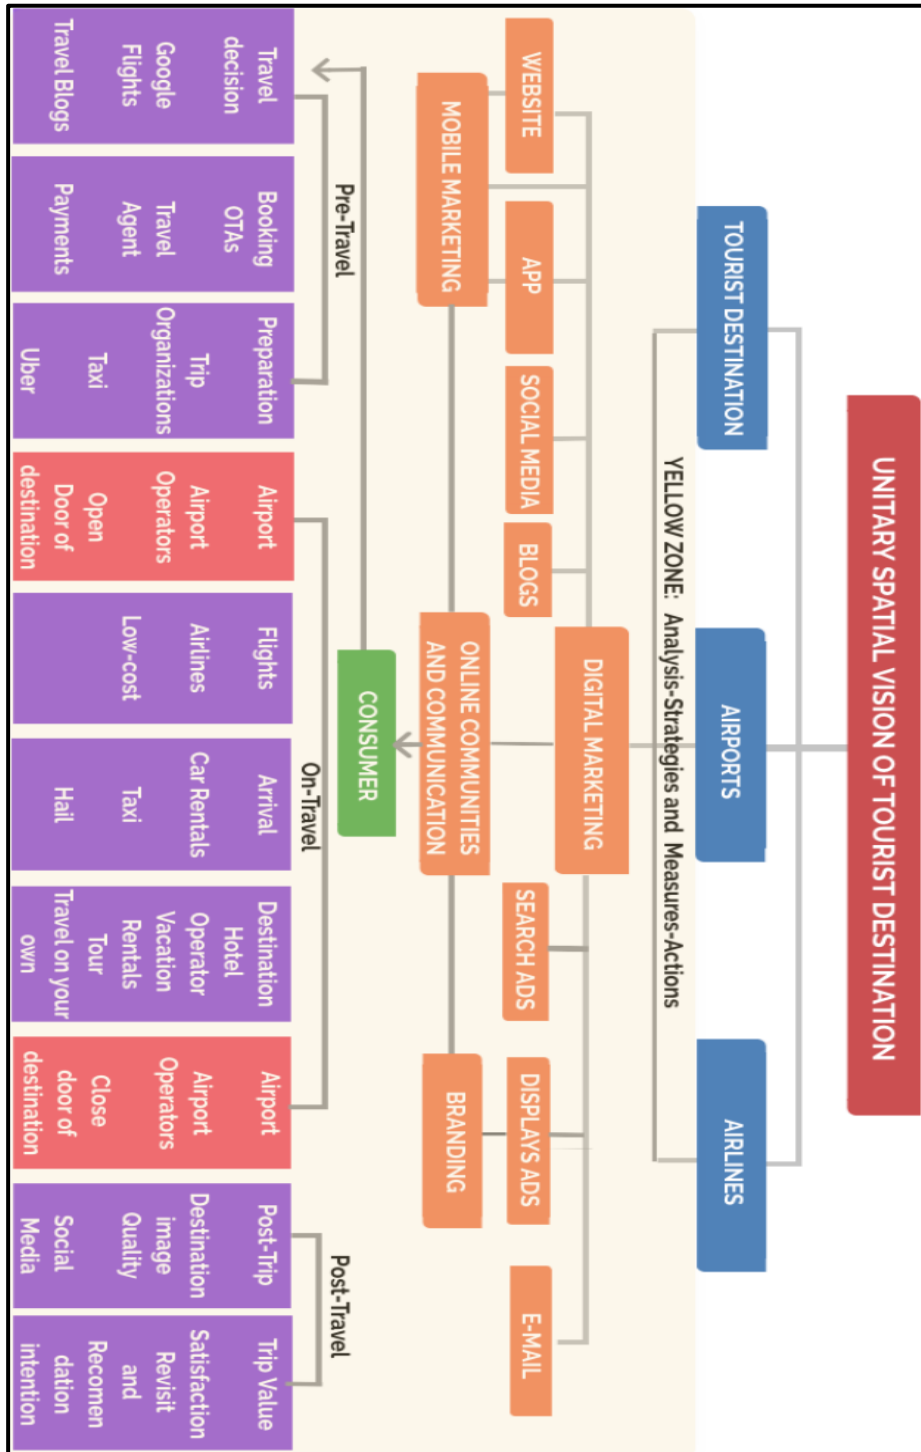 UNITARY SPATIAL VISION OF TOURIST DESTINATION
TOURIST DESTINATION
AIRPORTS
AIRLINES
YELLOW ZONE: Analysis-Strategies and Measures-Actions
DIGITAL MARKETING
WEBSITE
APP
SOCIAL MEDIA
BLOGS
SEARCH ADS
DISPLAYS ADS
E-MAIL
MOBILE MARKETING
ONLINE COMMUNITIES
AND COMMUNICATION
BRANDING
CONSUMER
Pre-Travel
On-Travel
Post-Travel
Travel
decision
Google
Flights
Travel Blogs
Booking
OTAs
Travel
Agent
Payments
Preparation
Trip
Organizations
Taxi
Uber
Airport
Airport
Operators
Open
Door of
destination
Flights
Airlines
Low-cost
Arrival
Car Rentals
Taxi
Hail
Destination
Hotel
Operator
Vacation
Rentals
Tour
Travel on your
own
Airport
Airport
Operators
Close
door of
destination
Post-Trip
Destination
image
Quality
Social
Media
Trip Value
Satisfaction
Revisit
and
Recomen
dation
intention